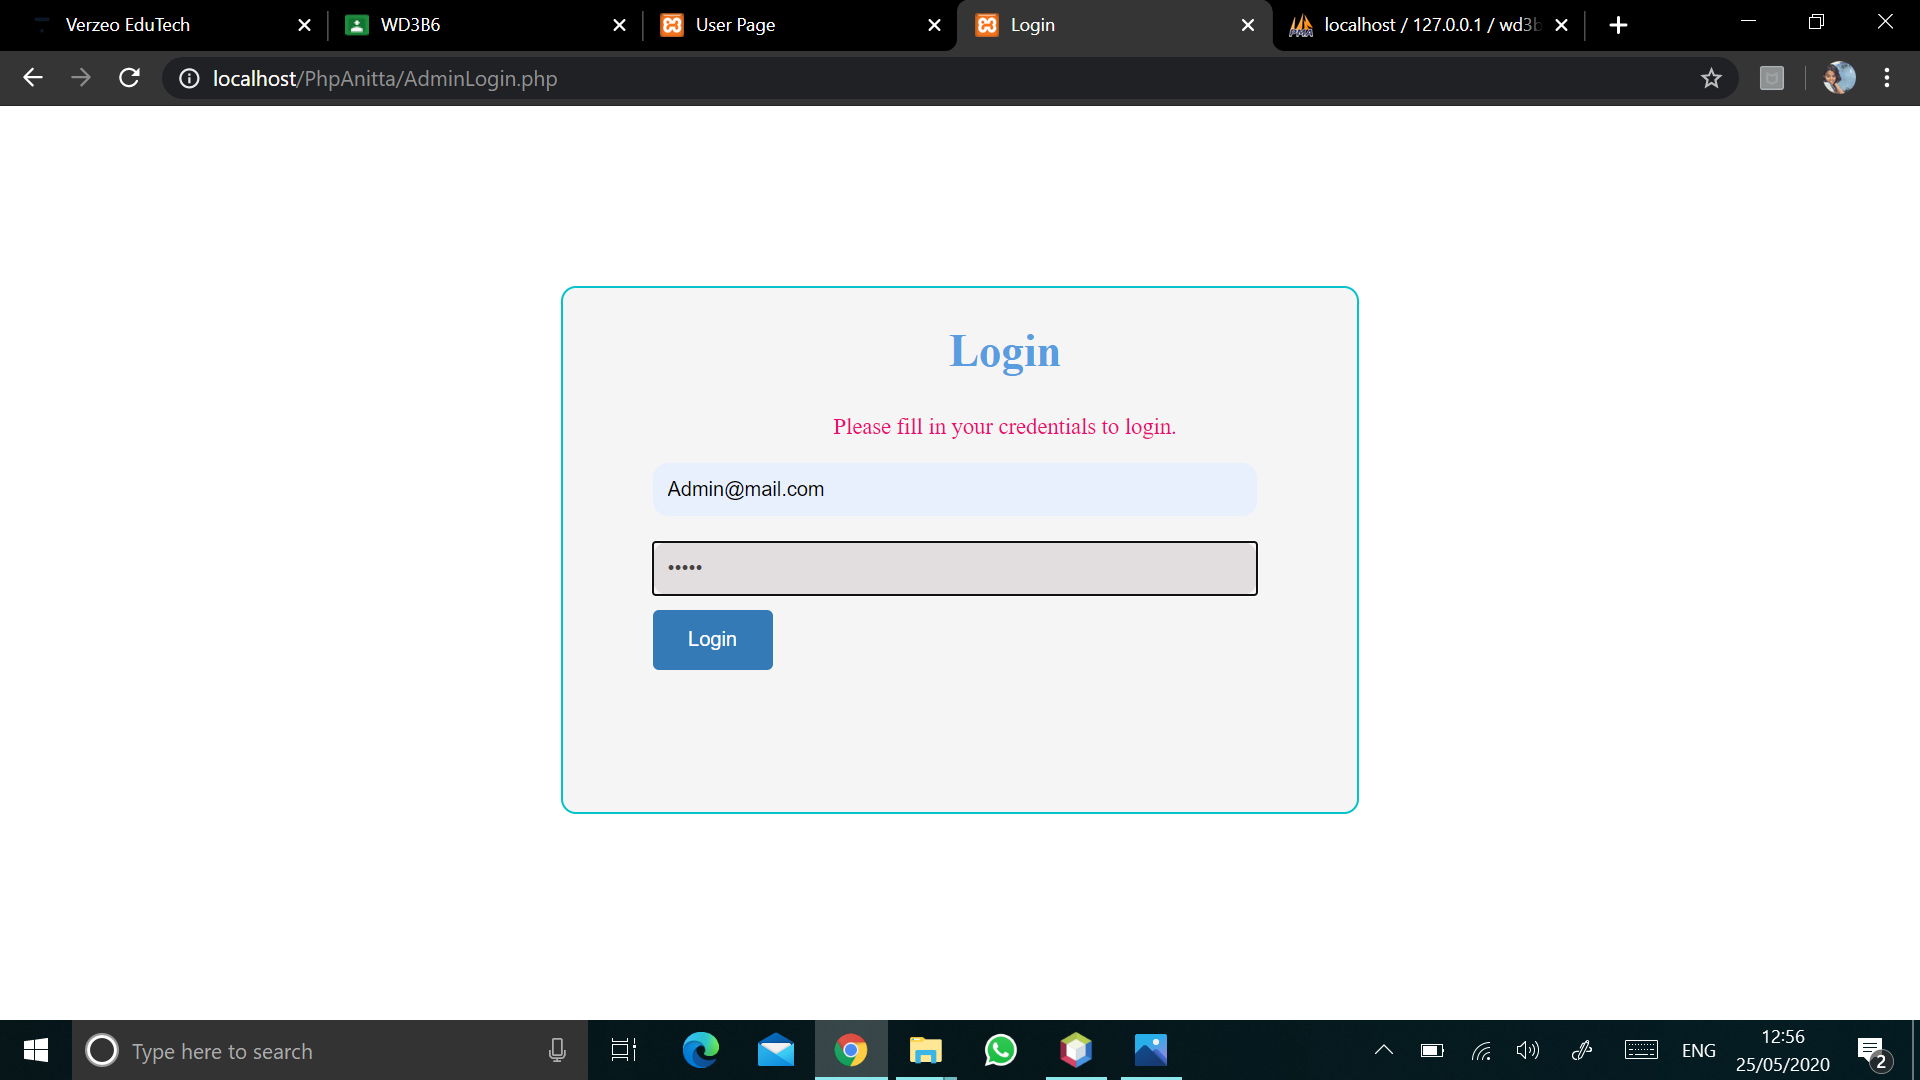 Verzeo EduTech
WD3B6
User Page
Login
localhost / 127.0.0.1 / wd3b
localhost/PhpAnitta/AdminLogin.php
Login
Please fill in your credentials to login.
Admin@mail.com
•••••
Login
Type here to search
ENG
12:56
25/05/2020
2